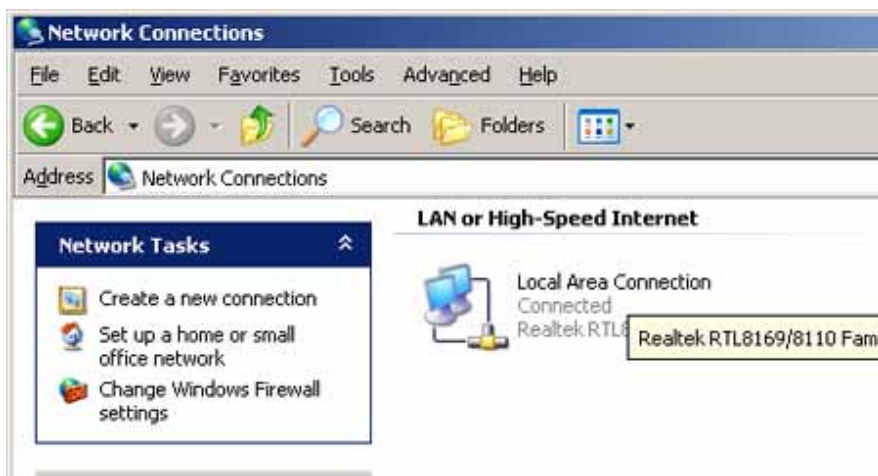 Network Connections
File Edit View Favorites Tools Advanced Help
Back Search Folders
Address Network Connections
LAN or High-Speed Internet
Network Tasks
Create a new connection
Set up a home or small
office network
Change Windows Firewall
settings
Local Area Connection
Connected
Realtek RTL8
Realtek RTL8169/8110 Fam